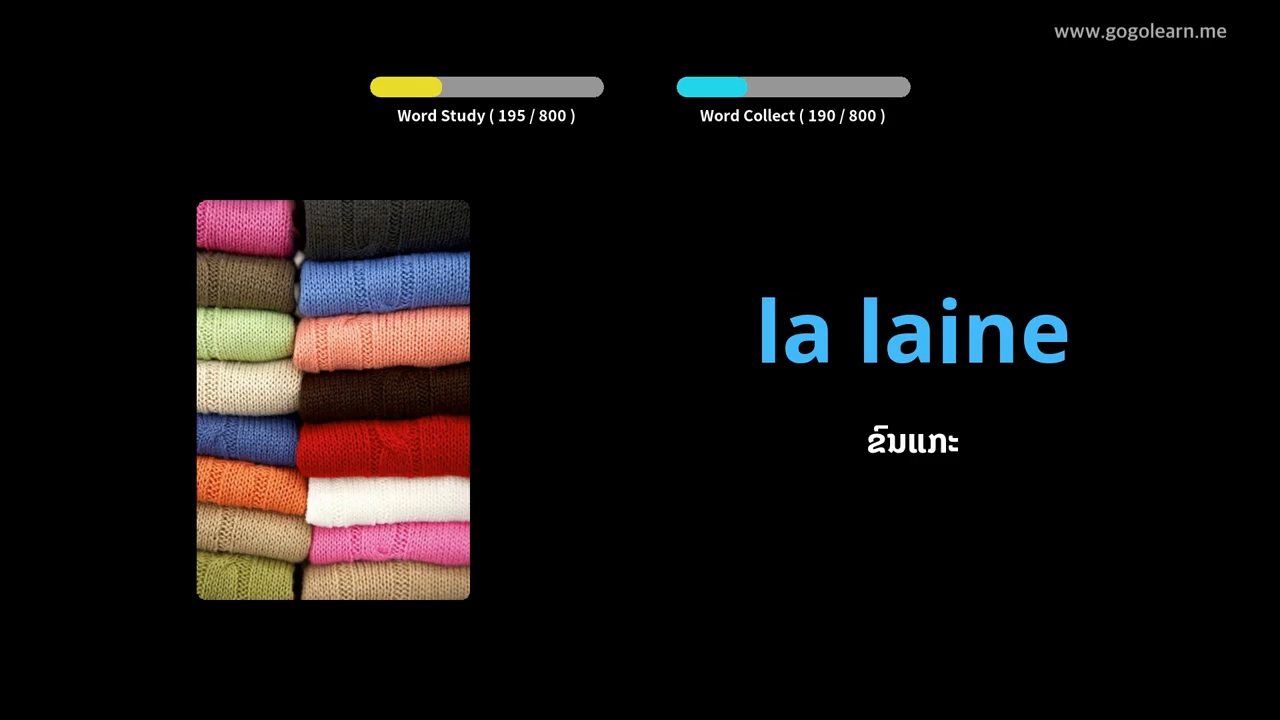 www.gogolearn.me
Word Study ( 195 / 800 )
Word Collect ( 190 / 800 )
la laine
ຂົນແກະ